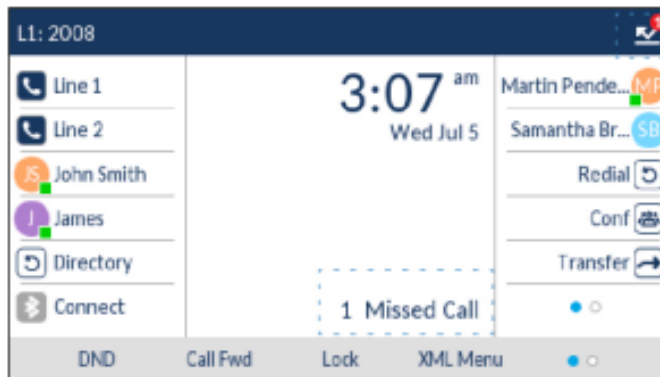 L1: 2008
1
Line 1
Line 2
JS John Smith
J James
Directory
Connect
3:07 am
Wed Jul 5
1 Missed Call
Martin Pende... MP
Samantha Br... SB
Redial
Conf
Transfer
DND Call Fwd Lock XML Menu